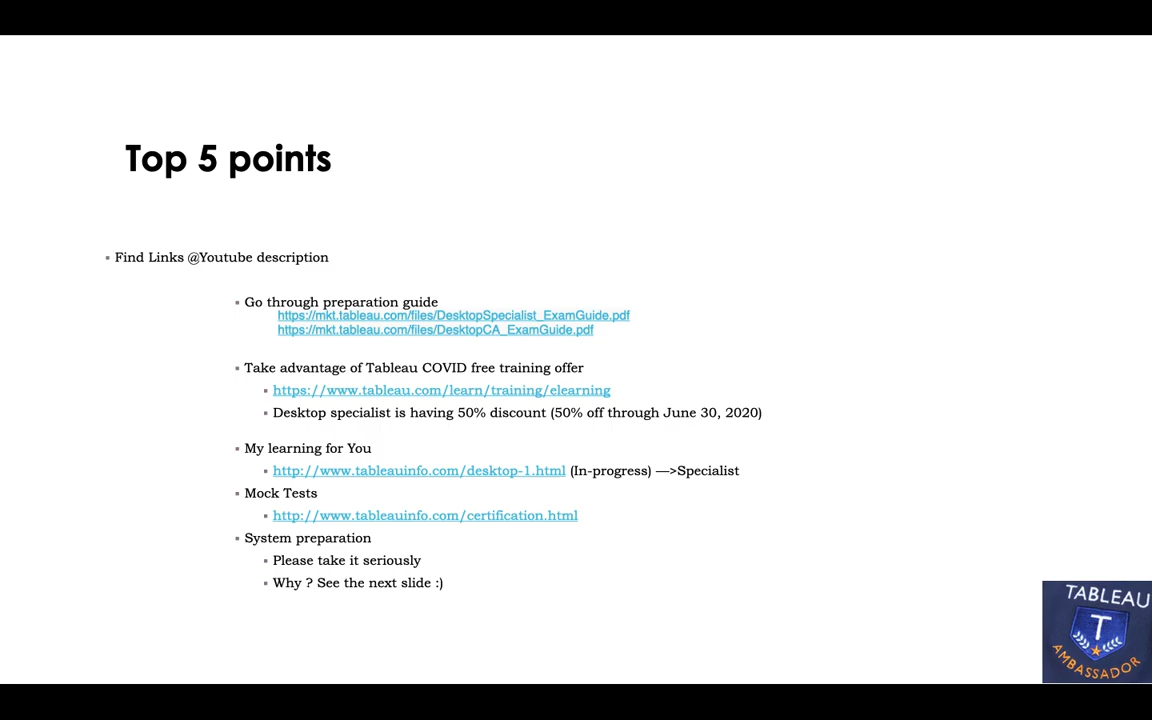 Top 5 points
Find Links @Youtube description
Go through preparation guide
https://mkt.tableau.com/files/DesktopSpecialist_ExamGuide.pdf
https://mkt.tableau.com/files/DesktopCA_ExamGuide.pdf
Take advantage of Tableau COVID free training offer
https://www.tableau.com/learn/training/elearning
Desktop specialist is having 50% discount (50% off through June 30, 2020)
My learning for You
http://www.tableauinfo.com/desktop-1.html (In-progress) —>Specialist
Mock Tests
http://www.tableauinfo.com/certification.html
System preparation
Please take it seriously
Why ? See the next slide :)
TABLEAU
T
AMBASSADOR